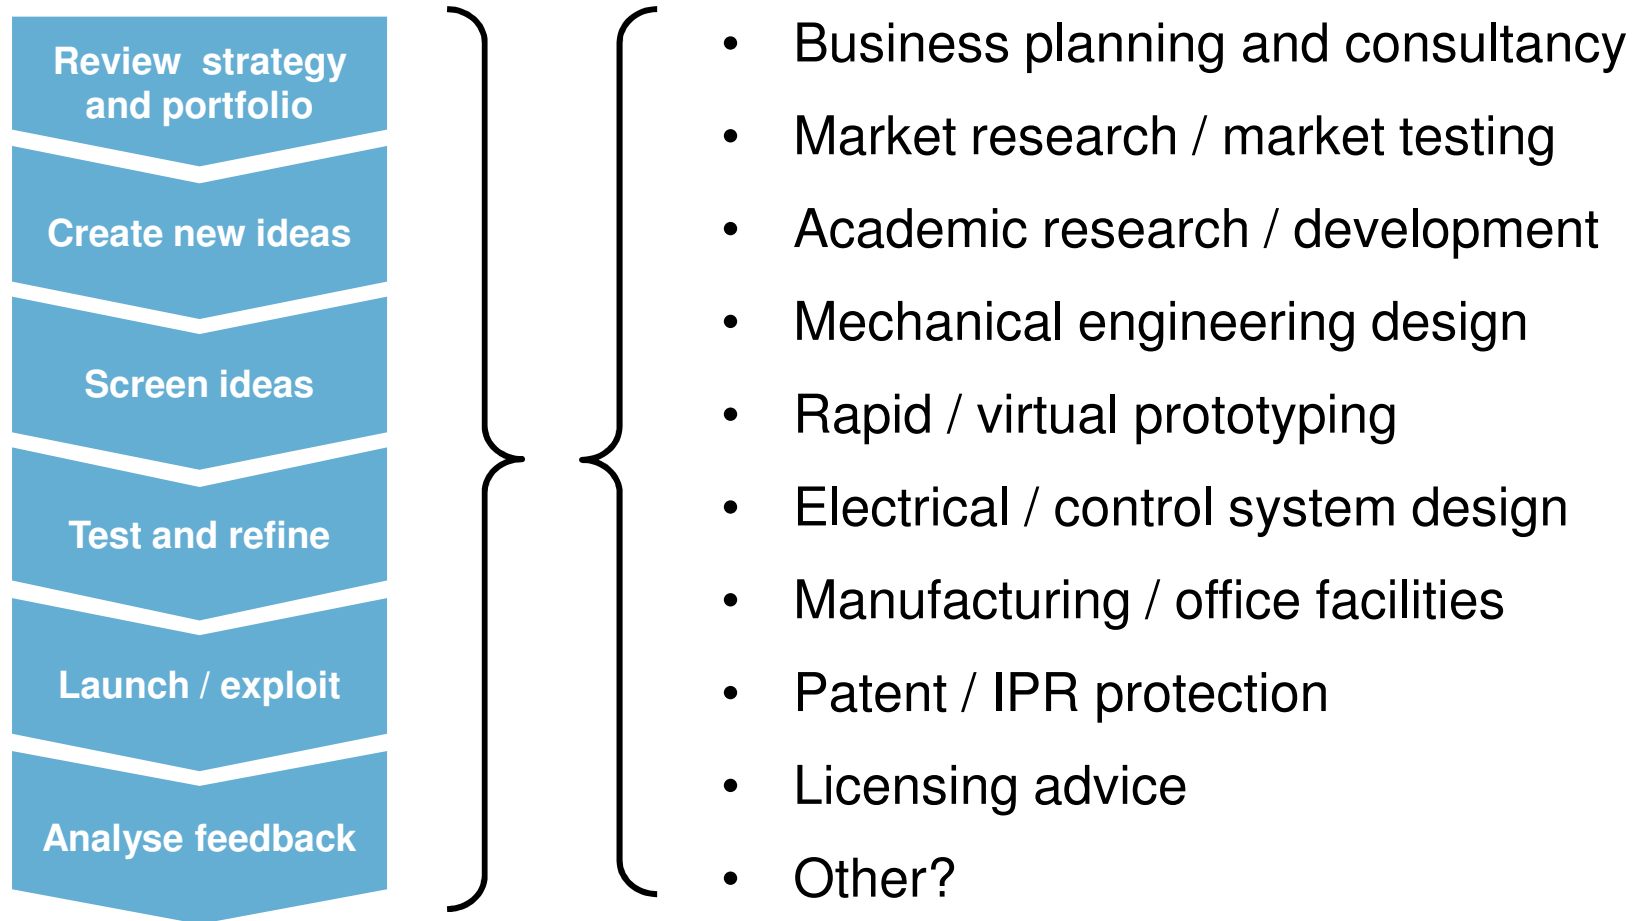 Review strategy
and portfolio
Create new ideas
Screen ideas
Test and refine
Launch / exploit
Analyse feedback
• Business planning and consultancy
• Market research / market testing
• Academic research / development
• Mechanical engineering design
• Rapid / virtual prototyping
• Electrical / control system design
• Manufacturing / office facilities
• Patent / IPR protection
• Licensing advice
• Other?